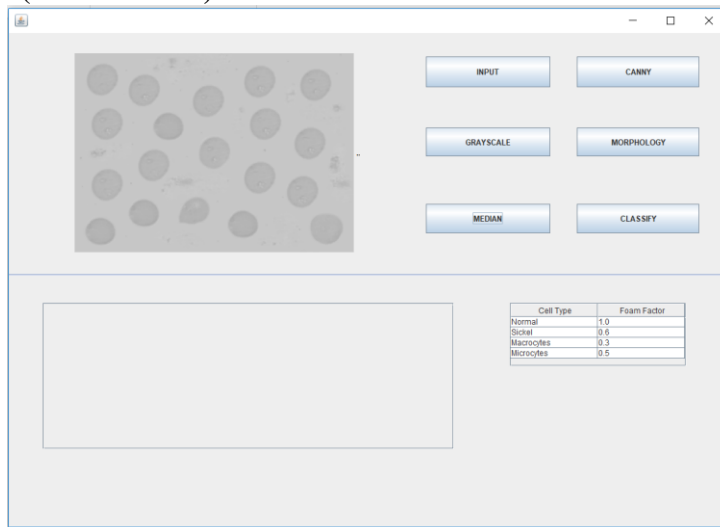 INPUT CANNY
GRAYSCALE MORPHOLOGY
MEDIAN CLASSIFY
Cell Type Foam Factor
Normal 1.0
Sickel 0.6
Macrocytes 0.3
Microcytes 0.5